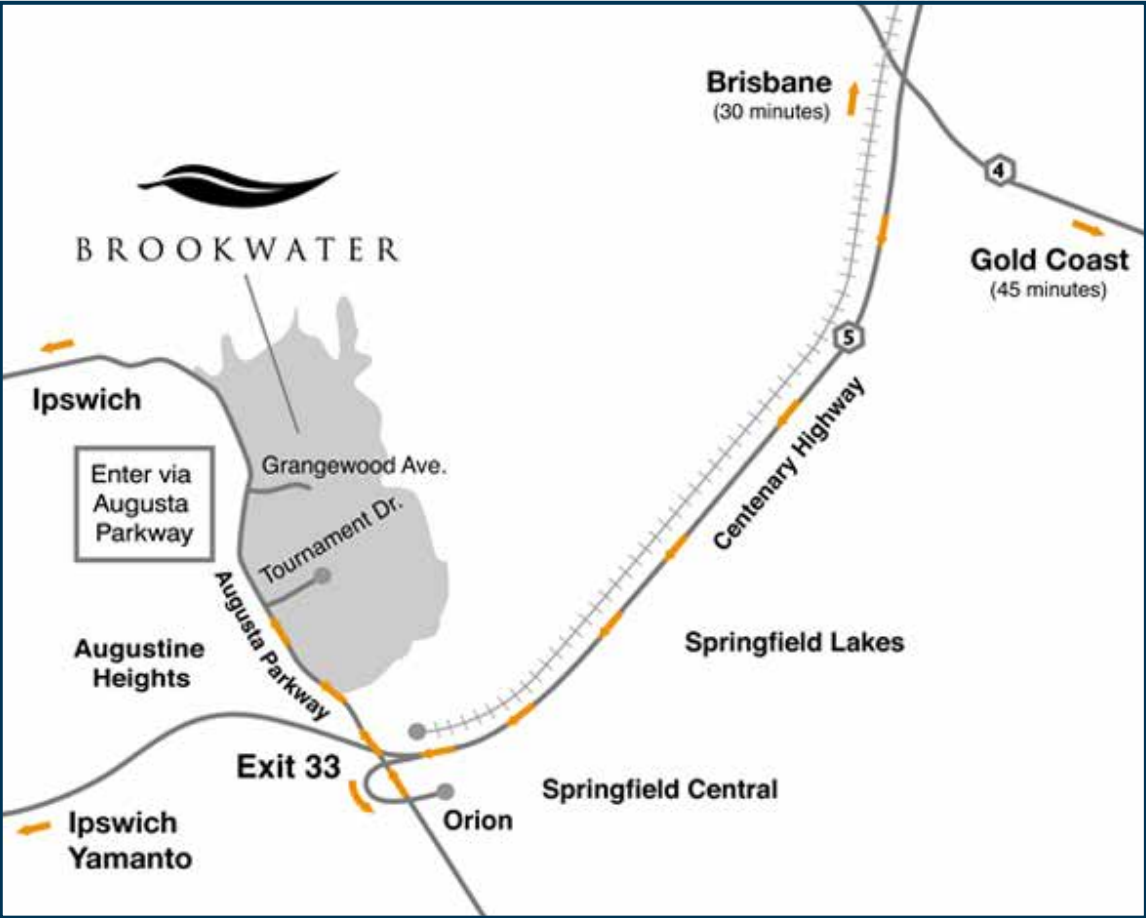 Brisbane
(30 minutes)
4
BROOKWATER
Gold Coast
(45 minutes)
5
Ipswich
Centenary Highway
Grangewood Ave.
Enter via
Augusta
Parkway
Tournament Dr.
Augusta Parkway
Augustine
Heights
Springfield Lakes
Exit 33
Springfield Central
Orion
Ipswich
Yamanto